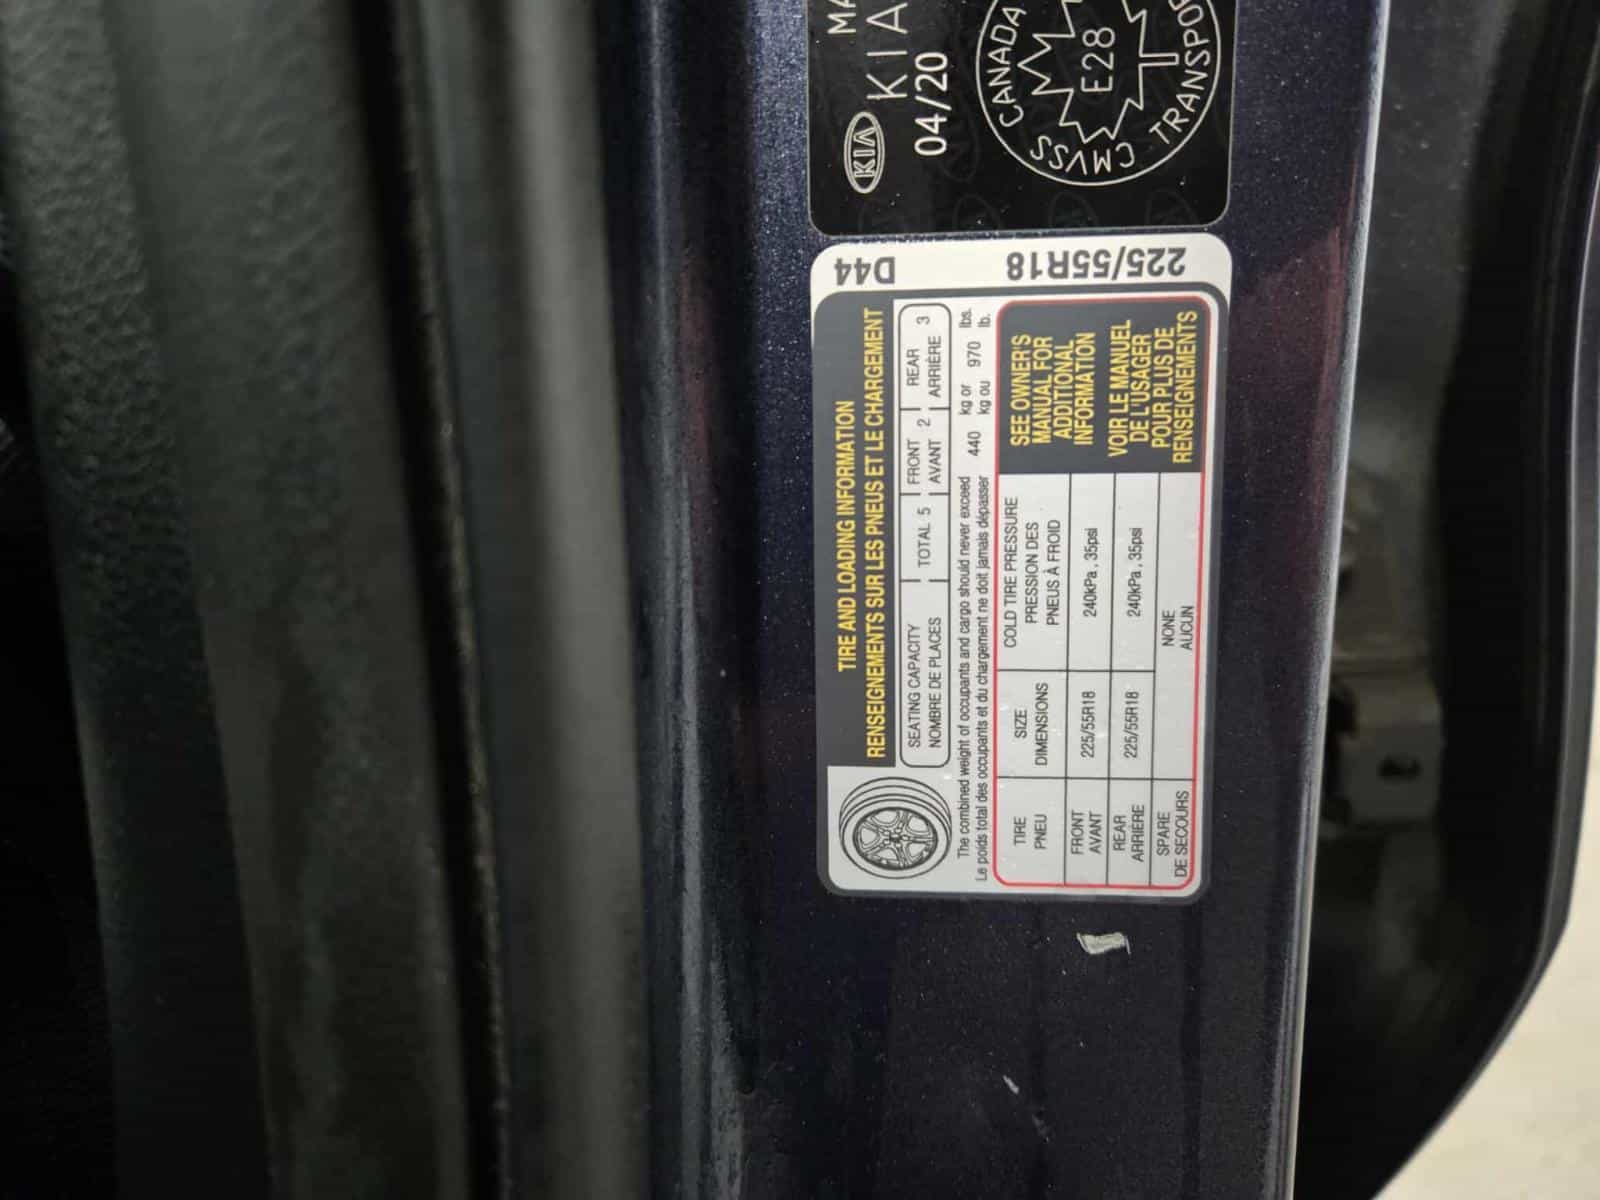 MA
KIA
KIA
04/20
CANADA
CMVSS
E28
D44
225/55R18
TIRE AND LOADING INFORMATION
RENSEIGNEMENTS SUR LES PNEUS ET LE CHARGEMENT
SEATING CAPACITY
NOMBRE DE PLACES
TOTAL 5
FRONT
AVANT 2
REAR
ARRIÈRE 3
The combined weight of occupants and cargo should never exceed 440 kg or 970 lbs.
Le poids total des occupants et du chargement ne doit jamais dépasser kg ou lb.
TIRE
PNEU
SIZE
DIMENSIONS
COLD TIRE PRESSURE
PRESSION DES
PNEUS À FROID
FRONT
AVANT
225/55R18
240kPa, 35psi
REAR
ARRIÈRE
225/55R18
240kPa, 35psi
SPARE
DE SECOURS
NONE
AUCUN
SEE OWNER'S
MANUAL FOR
ADDITIONAL
INFORMATION
VOIR LE MANUEL
DE L'USAGER
POUR PLUS DE
RENSEIGNEMENTS